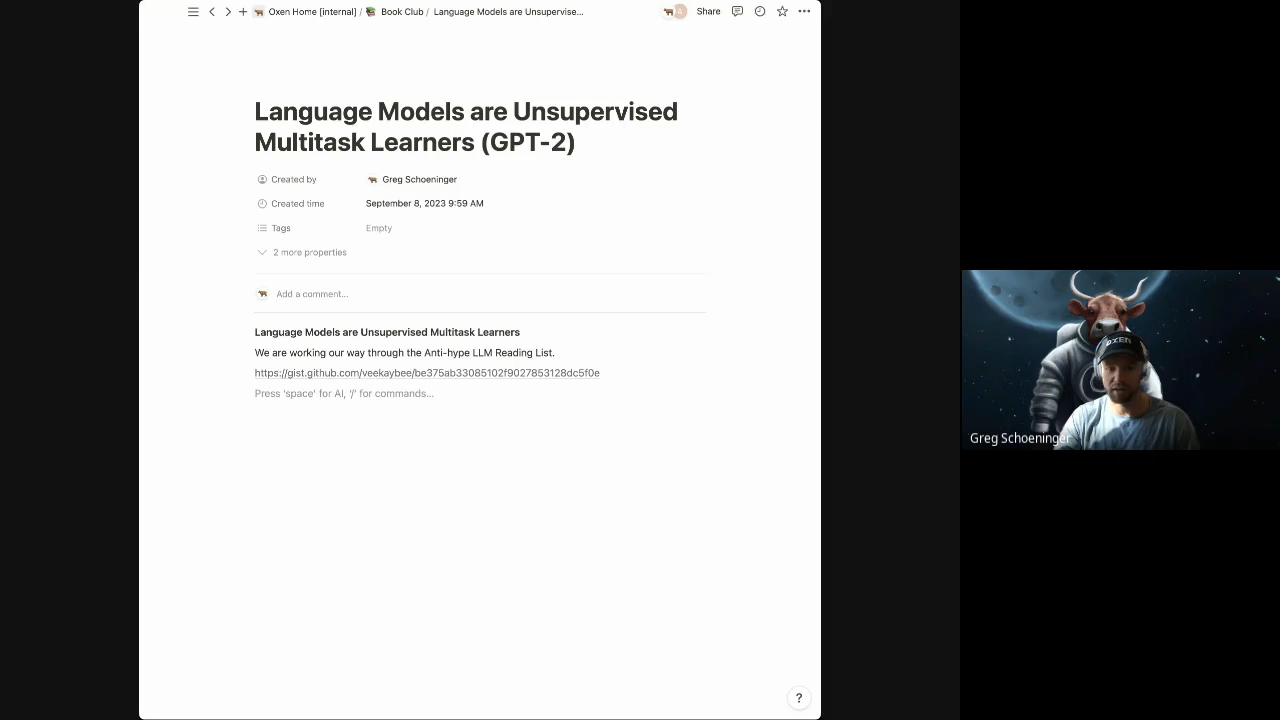 Oxen Home [internal] / Book Club / Language Models are Unsupervise...
Share
Language Models are Unsupervised
Multitask Learners (GPT-2)
Created by Greg Schoeninger
Created time September 8, 2023 9:59 AM
Tags Empty
2 more properties
Add a comment...
Language Models are Unsupervised Multitask Learners
We are working our way through the Anti-hype LLM Reading List.
https://gist.github.com/veekaybee/be375ab33085102f9027853128dc5f0e
Press 'space' for AI, '/' for commands...
?
OXEN
Greg Schoeninger